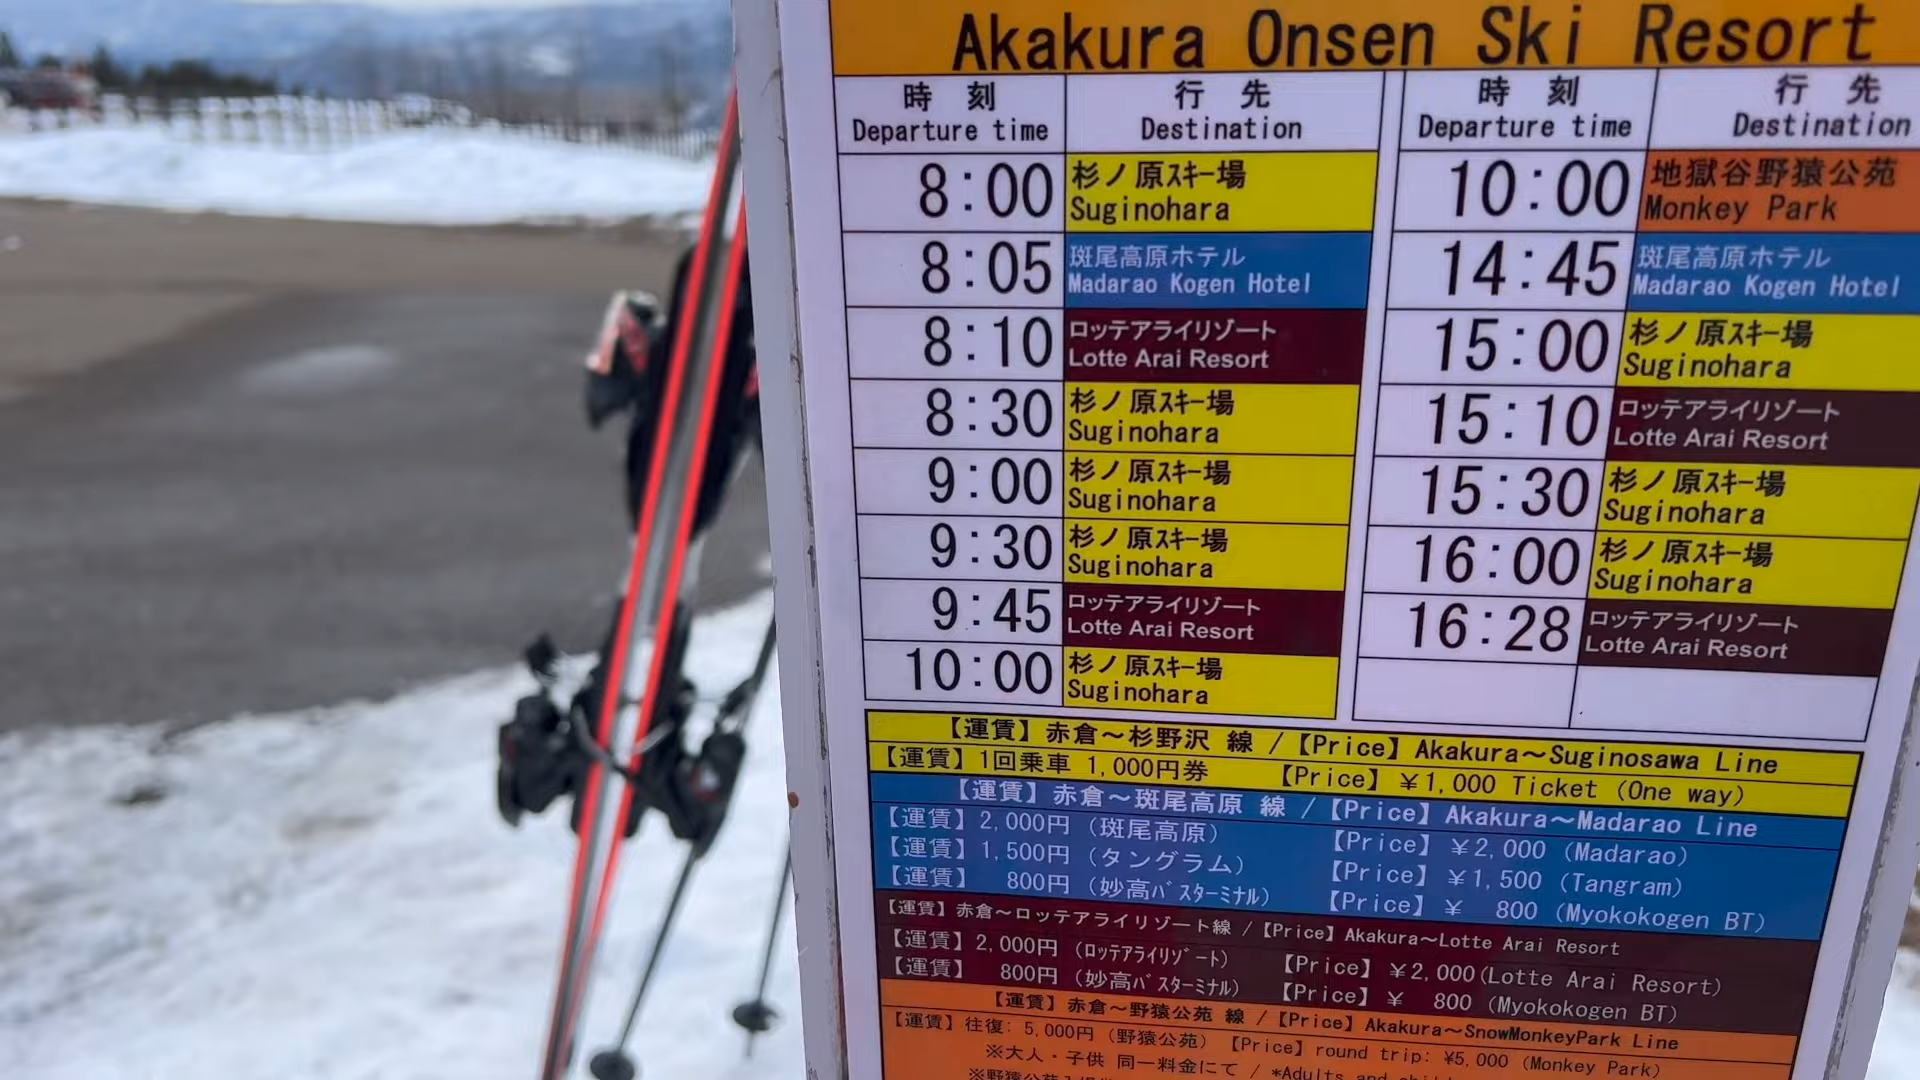 Akakura Onsen Ski Resort
時 刻 行 先
Departure time Destination
8:00 杉ノ原スキー場
Suginohara
8:05 斑尾高原ホテル
Madarao Kogen Hotel
8:10 ロッテアライリゾート
Lotte Arai Resort
8:30 杉ノ原スキー場
Suginohara
9:00 杉ノ原スキー場
Suginohara
9:30 杉ノ原スキー場
Suginohara
9:45 ロッテアライリゾート
Lotte Arai Resort
10:00 杉ノ原スキー場
Suginohara
時 刻 行 先
Departure time Destination
10:00 地獄谷野猿公苑
Monkey Park
14:45 斑尾高原ホテル
Madarao Kogen Hotel
15:00 杉ノ原スキー場
Suginohara
15:10 ロッテアライリゾート
Lotte Arai Resort
15:30 杉ノ原スキー場
Suginohara
16:00 杉ノ原スキー場
Suginohara
16:28 ロッテアライリゾート
Lotte Arai Resort
【運賃】赤倉～杉野沢 線 /【Price】Akakura～Suginosawa Line
【運賃】1回乗車 1,000円券 【Price】￥1,000 Ticket (One way)
【運賃】赤倉～斑尾高原 線 /【Price】Akakura～Madarao Line
【運賃】2,000円 (斑尾高原) 【Price】￥2,000 (Madarao)
【運賃】1,500円 (タングラム) 【Price】￥1,500 (Tangram)
【運賃】 800円 (妙高バスターミナル) 【Price】￥ 800 (Myokokogen BT)
【運賃】赤倉～ロッテアライリゾート線 /【Price】Akakura～Lotte Arai Resort
【運賃】2,000円 (ロッテアライリゾート) 【Price】￥2,000(Lotte Arai Resort)
【運賃】 800円 (妙高バスターミナル) 【Price】￥ 800 (Myokokogen BT)
【運賃】赤倉～野猿公苑 線 /【Price】Akakura～SnowMonkeyPark Line
【運賃】往復: 5,000円 (野猿公苑) 【Price】round trip: ¥5,000 (Monkey Park)
※大人・子供 同一料金にて / *Adults and
※野猿公苑